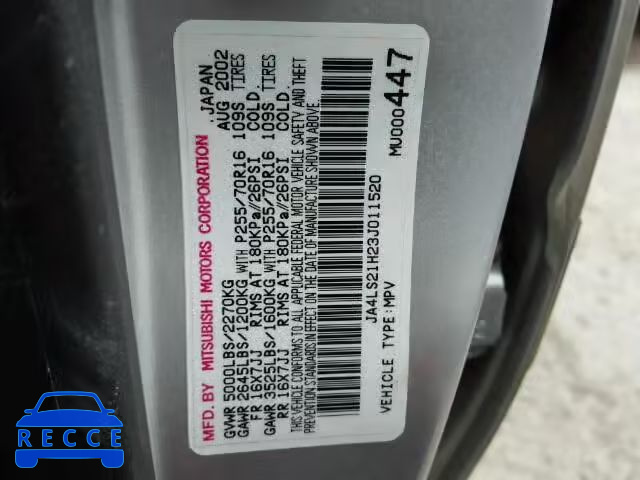 MFD. BY MITSUBISHI MOTORS CORPORATION , JAPAN
GVWR 5000LBS/2270KG AUG 2002
GAWR 2645LBS/1200KG WITH P255/70R16 109S TIRES
FR 16X7JJ RIMS AT 180KPa//26PSI COLD.
GAWR 3525LBS/1600KG WITH P255/70R16 109S TIRES
RR 16X7JJ RIMS AT 180KPa//26PSI COLD.
THIS VEHICLE CONFORMS TO ALL APPLICABLE FEDERAL MOTOR VEHICLE SAFETY AND THEFT
PREVENTION STANDARDS IN EFFECT ON THE DATE OF MANUFACTURE SHOWN ABOVE.
JA4LS21H23J011520
VEHICLE TYPE:MPV MU000447
RECCE